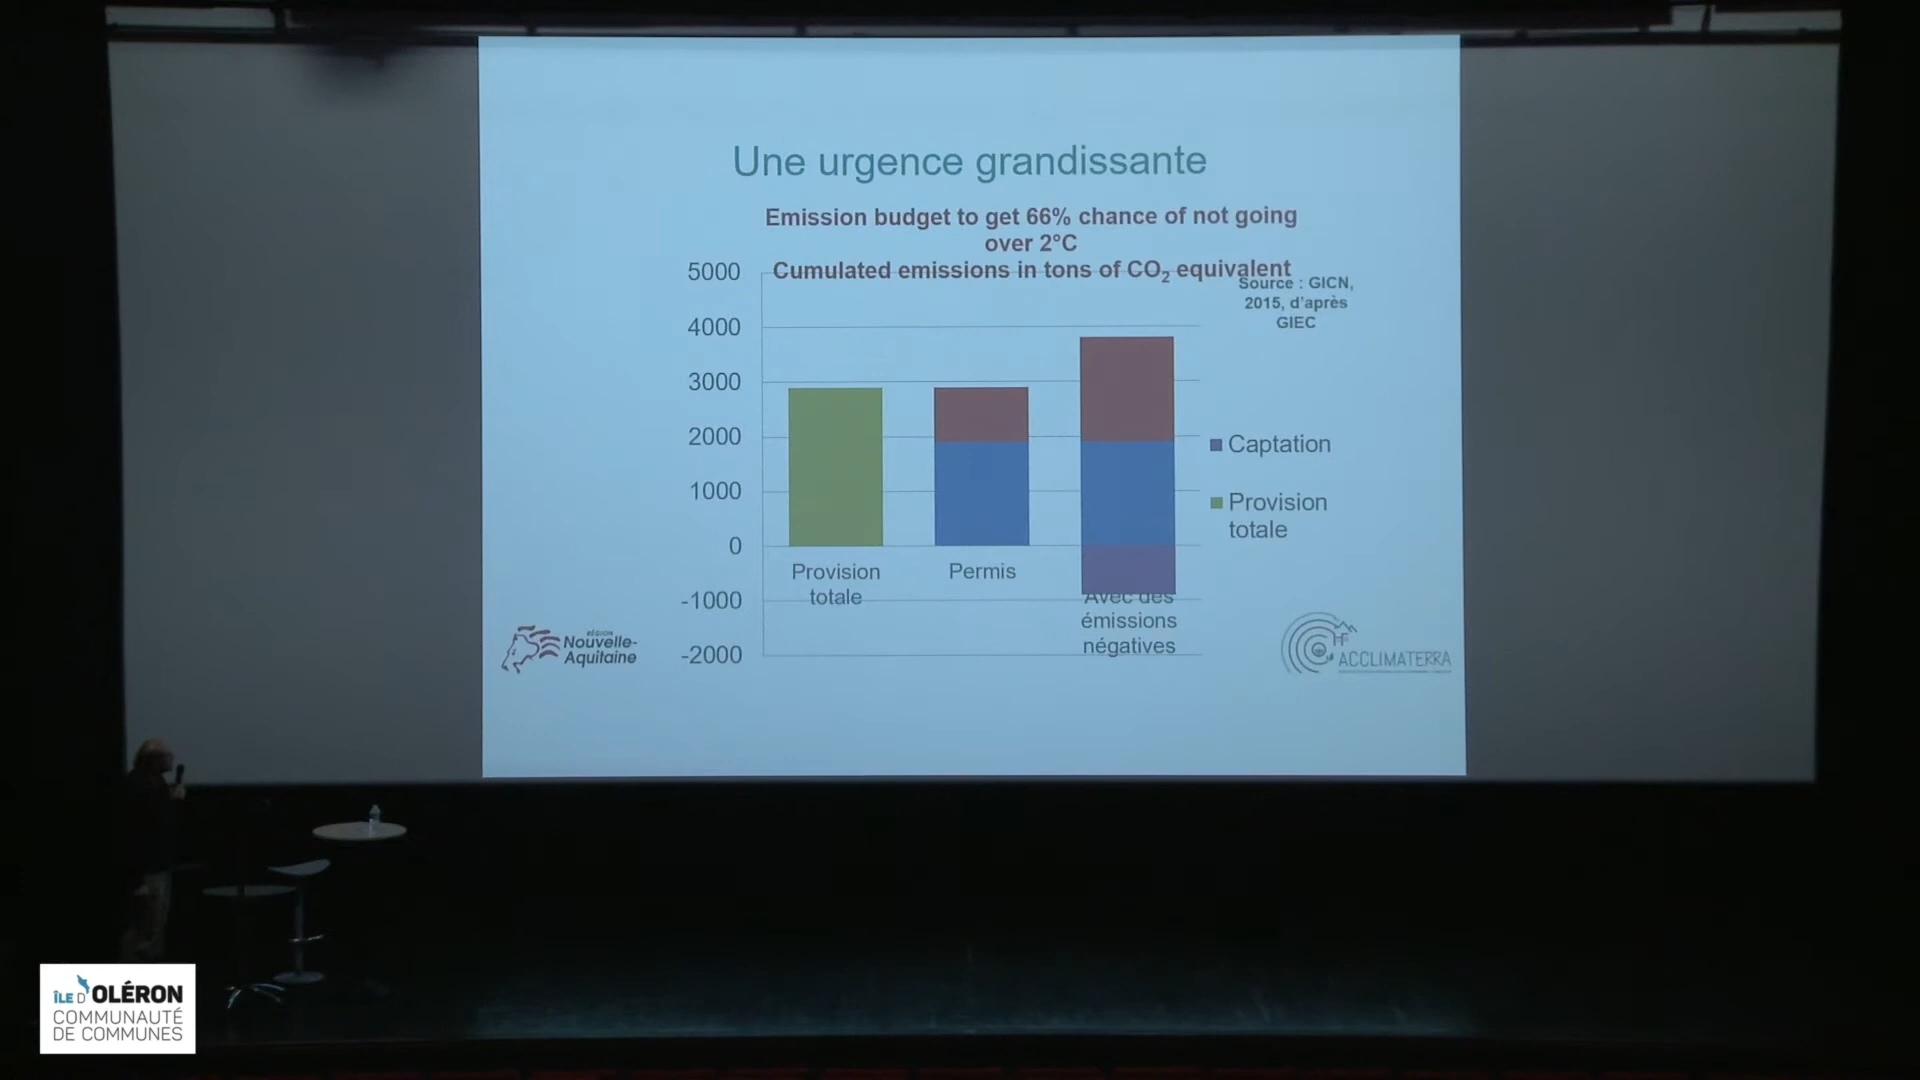 Une urgence grandissante
Emission budget to get 66% chance of not going
over 2°C
Cumulated emissions in tons of CO₂ equivalent
Source : GICN,
2015, d'après
GIEC
5000
4000
3000
2000
1000
0
-1000
-2000
Provision
totale
Permis
Avec des
émissions
négatives
Captation
Provision
totale
RÉGION
Nouvelle-
Aquitaine
ACCLIMATERRA
ÎLE D'OLÉRON
COMMUNAUTÉ
DE COMMUNES